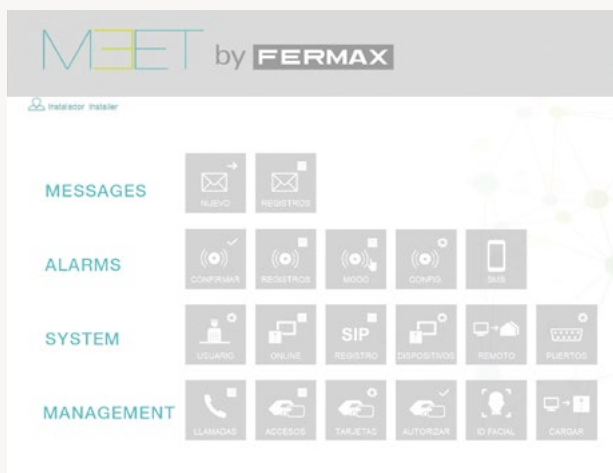 MEET by FERMAX
Instalador Installer
MESSAGES
NUEVO
REGISTROS
ALARMS
CONFIRMAR
REGISTROS
MODO
CONFIG.
SMS
SYSTEM
USUARIO
ONLINE
SIP
REGISTRO
DISPOSITIVOS
REMOTO
PUERTOS
MANAGEMENT
LLAMADAS
ACCESOS
TARJETAS
AUTORIZAR
ID FACIAL
CARGAR